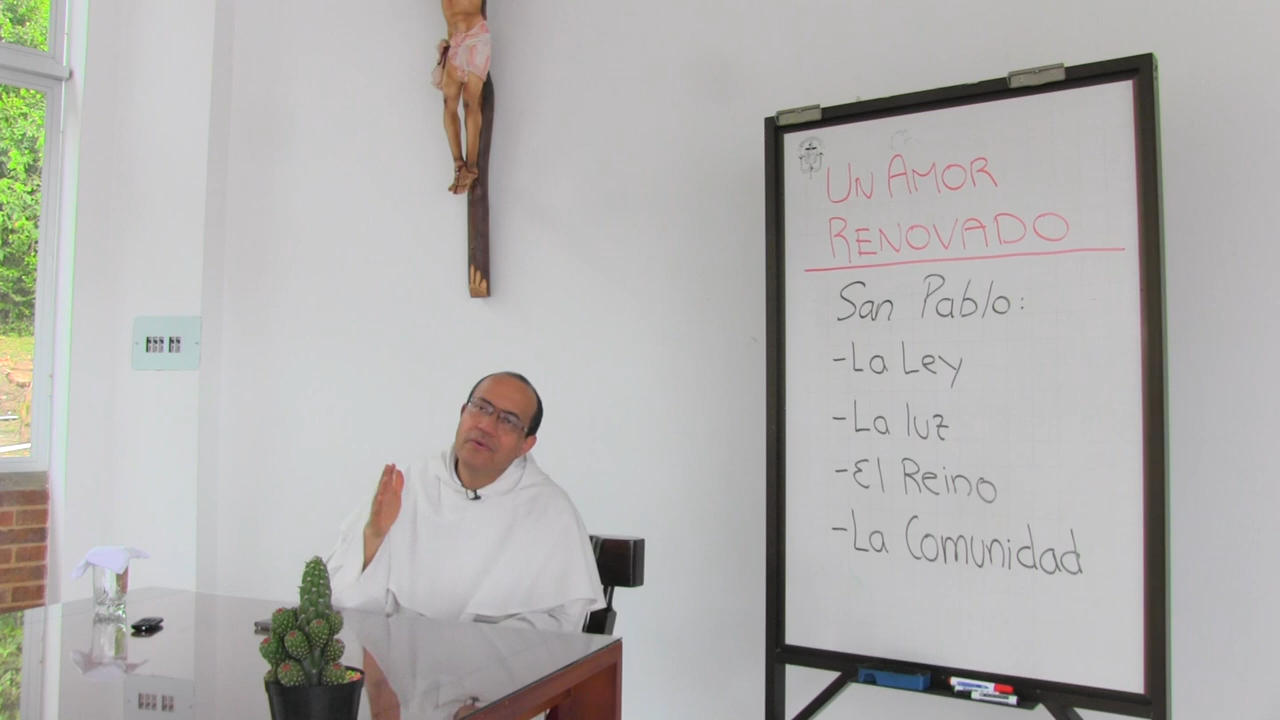 UN AMOR
RENOVADO
San Pablo:
-La Ley
-La luz
-El Reino
-La Comunidad